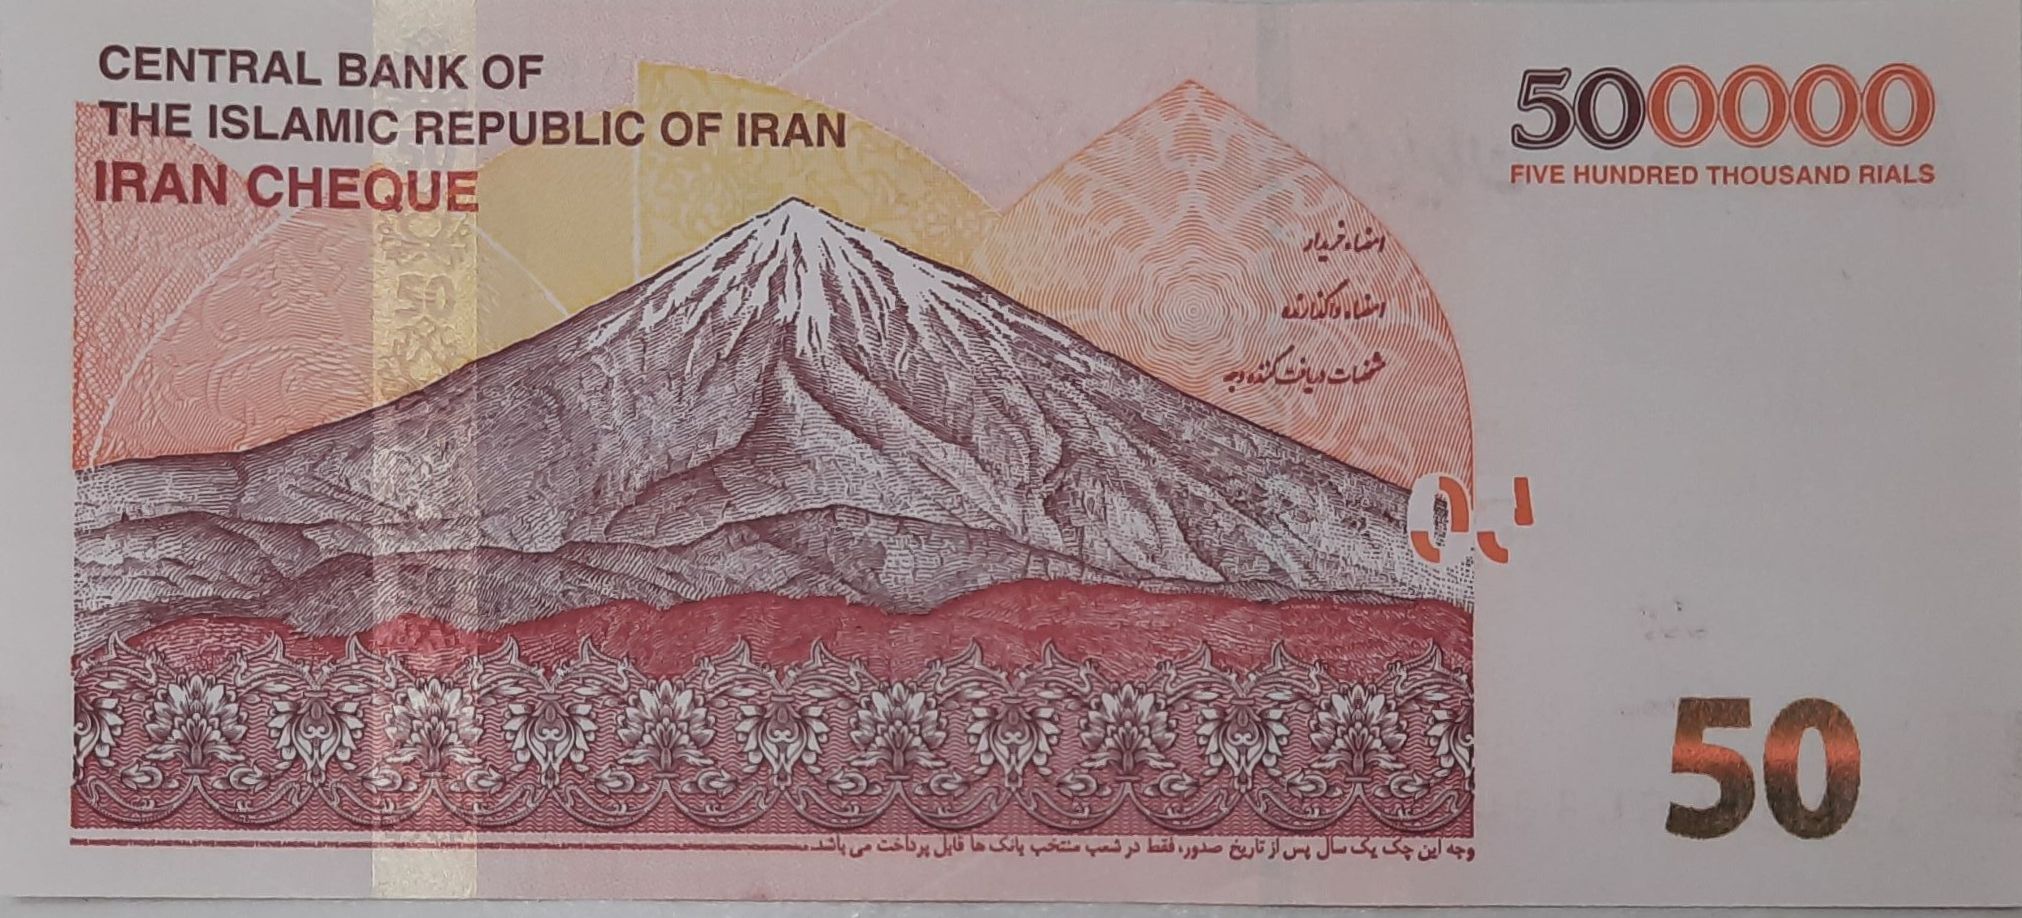 CENTRAL BANK OF
THE ISLAMIC REPUBLIC OF IRAN
IRAN CHEQUE
500000
FIVE HUNDRED THOUSAND RIALS
امضاء خریدار
امضاء واگذارنده
مشخصات دریافت کننده وجه
50
50
وجه این چک یک سال پس از تاریخ صدور، فقط در شعب منتخب بانک ها قابل پرداخت می باشد.